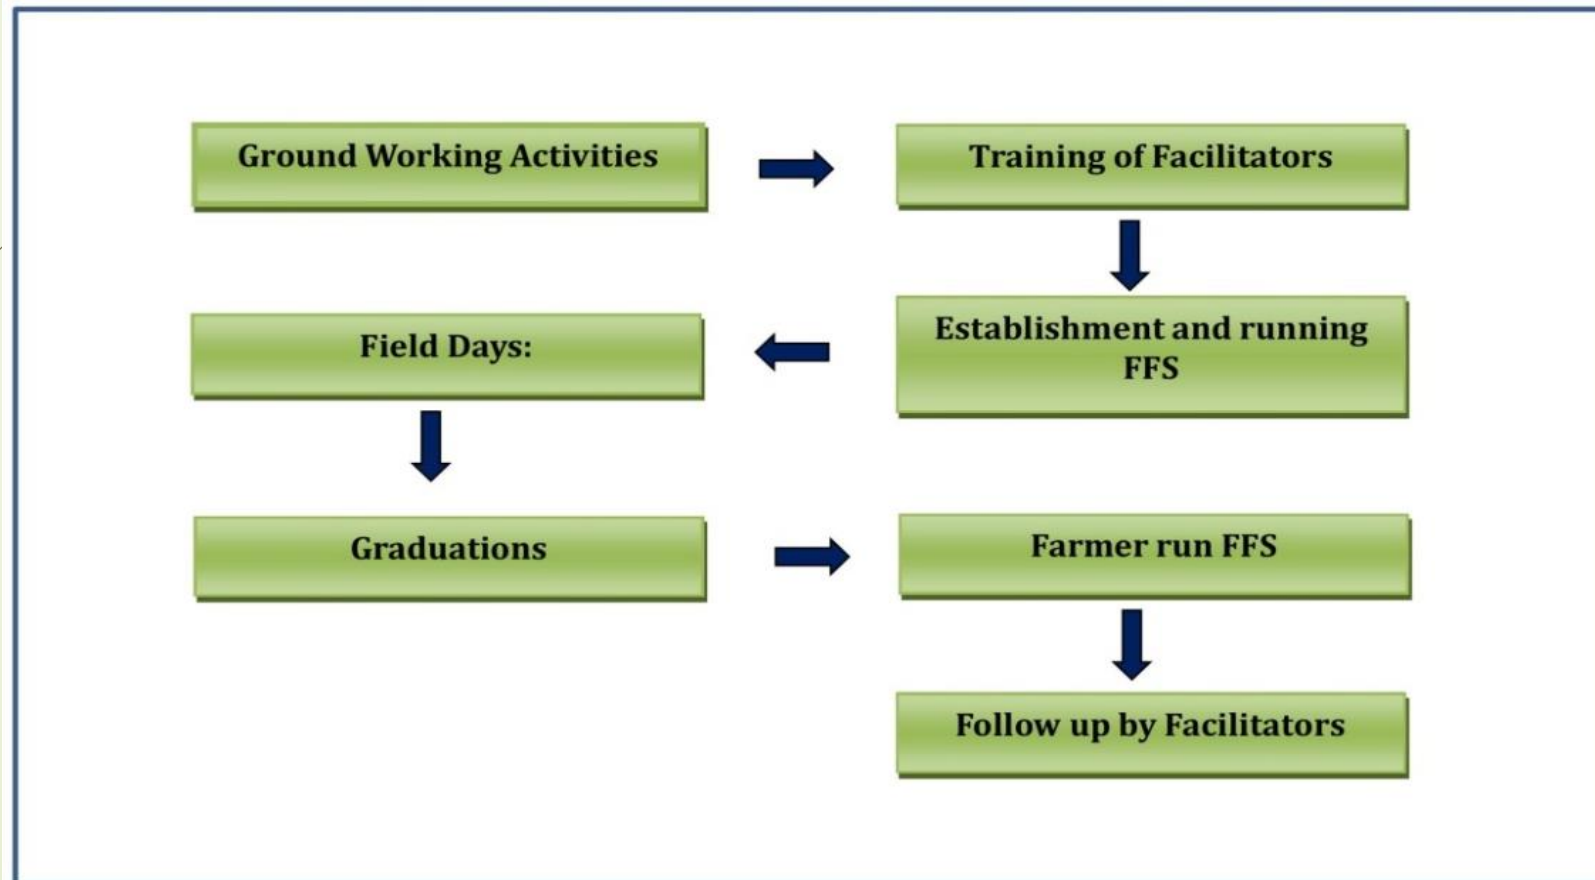 Ground Working Activities
Training of Facilitators
Establishment and running
FFS
Field Days:
Graduations
Farmer run FFS
Follow up by Facilitators